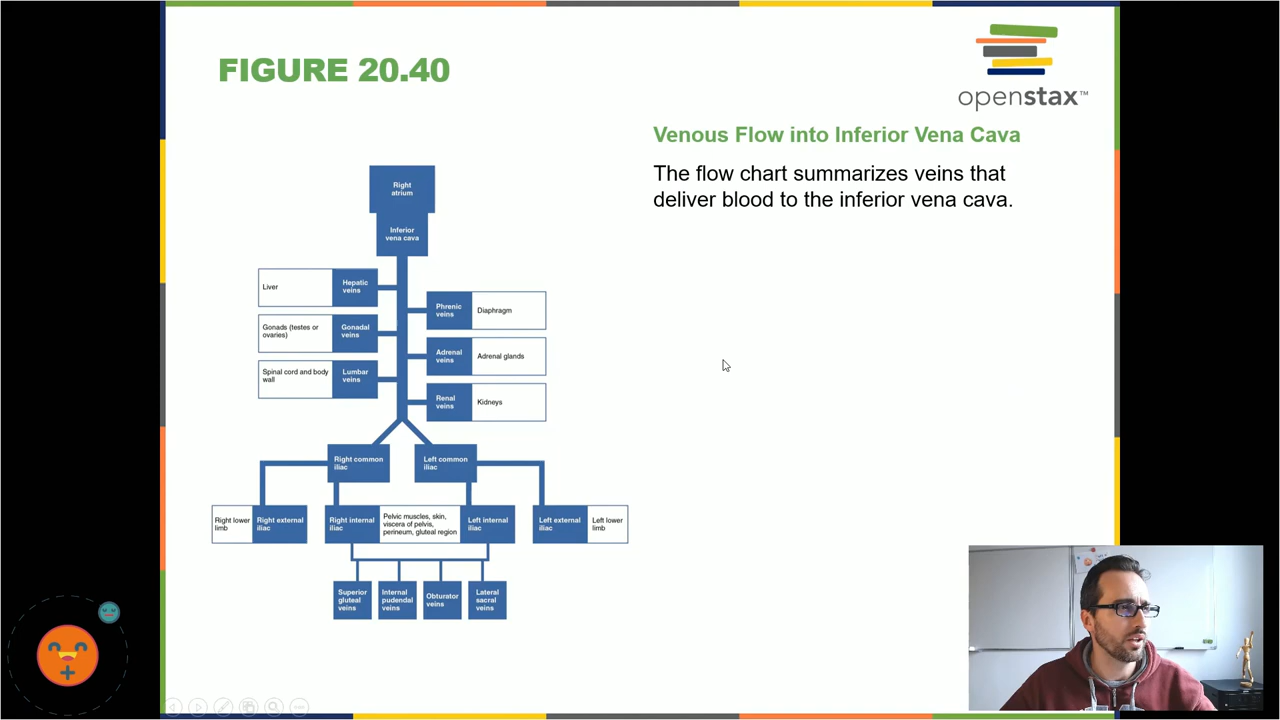 FIGURE 20.40
openstax™
Venous Flow into Inferior Vena Cava
The flow chart summarizes veins that
deliver blood to the inferior vena cava.
Right
atrium
Inferior
vena cava
Liver
Hepatic
veins
Phrenic
veins
Diaphragm
Gonads (testes or
ovaries)
Gonadal
veins
Adrenal
veins
Adrenal glands
Spinal cord and body
wall
Lumbar
veins
Renal
veins
Kidneys
Right common
iliac
Left common
iliac
Right lower
limb
Right external
iliac
Right internal
iliac
Pelvic muscles, skin,
viscera of pelvis,
perineum, gluteal region
Left internal
iliac
Left external
iliac
Left lower
limb
Superior
gluteal
veins
Internal
pudendal
veins
Obturator
veins
Lateral
sacral
veins